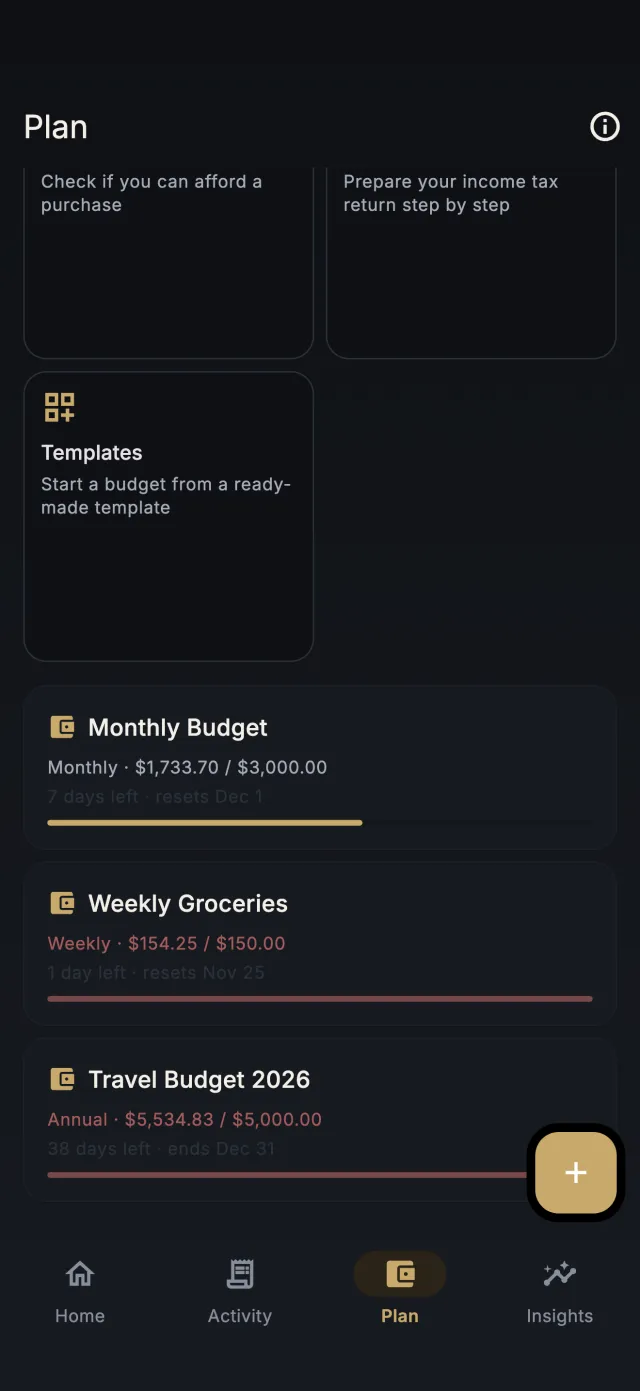 Plan
Check if you can afford a
purchase
Prepare your income tax
return step by step
Templates
Start a budget from a ready-
made template
Monthly Budget
Monthly · $1,733.70 / $3,000.00
7 days left · resets Dec 1
Weekly Groceries
Weekly · $154.25 / $150.00
1 day left · resets Nov 25
Travel Budget 2026
Annual · $5,534.83 / $5,000.00
38 days left · ends Dec 31
Home
Activity
Plan
Insights